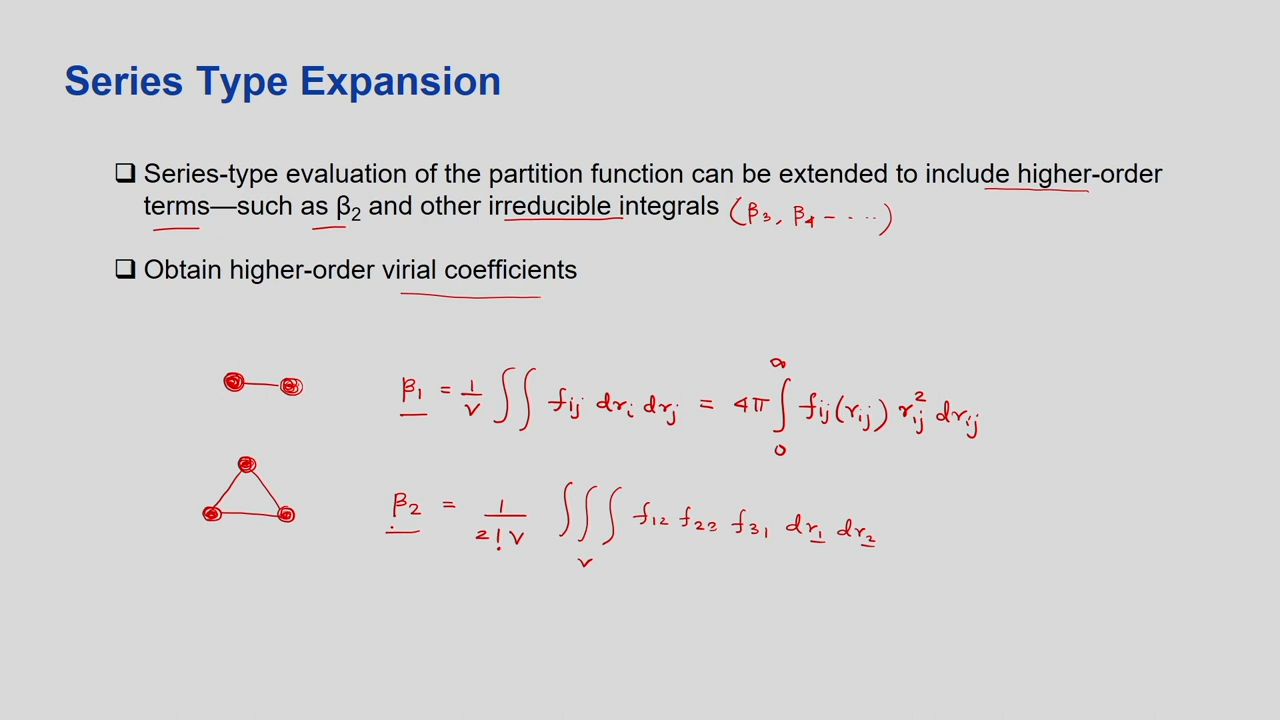 Series Type Expansion
❑ Series-type evaluation of the partition function can be extended to include higher-order
terms—such as β₂ and other irreducible integrals (β₃, β₄ - ....)
❑ Obtain higher-order virial coefficients
β₁ = 1/V ∫∫ fij dri drj = 4π ∫₀^∞ fij(rij) rij² drij
β₂ = 1/2!V ∫∫∫_V f12 f23 f31 dr1 dr2